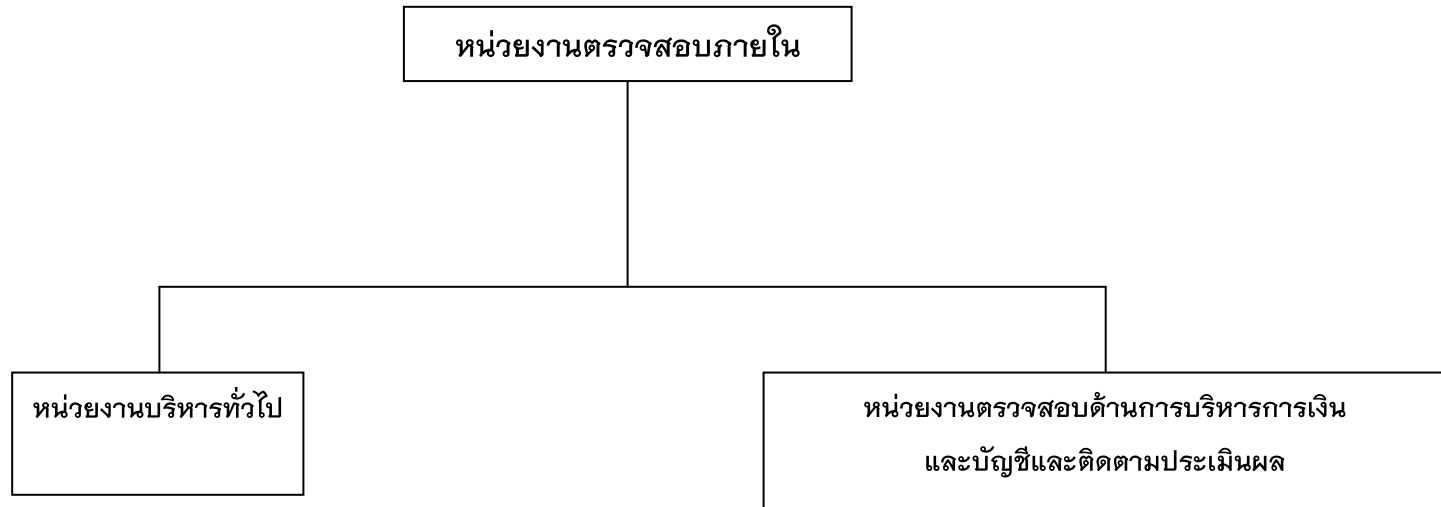 หน่วยงานตรวจสอบภายใน
หน่วยงานบริหารทั่วไป
หน่วยงานตรวจสอบด้านการบริหารการเงิน
และบัญชีและติดตามประเมินผล